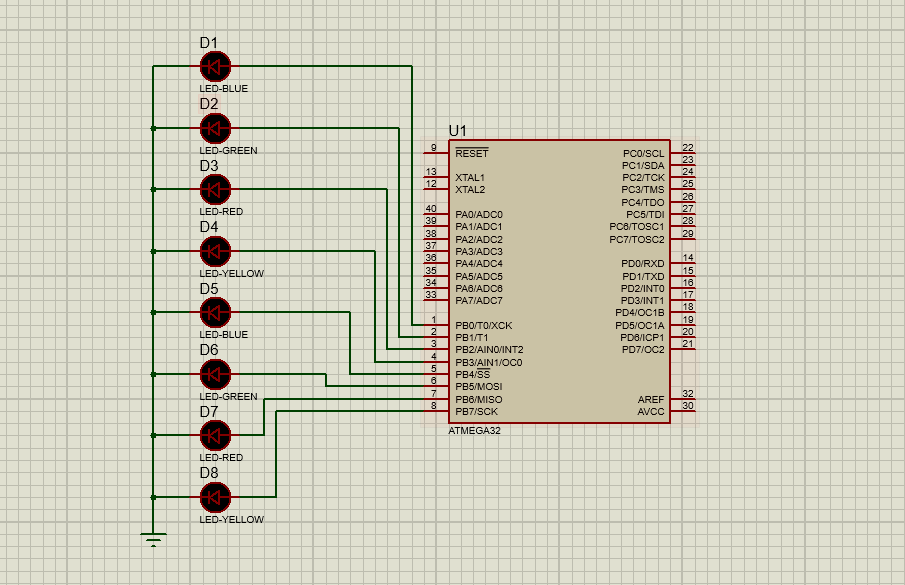 D1
LED-BLUE
D2
LED-GREEN
D3
LED-RED
D4
LED-YELLOW
D5
LED-BLUE
D6
LED-GREEN
D7
LED-RED
D8
LED-YELLOW
U1
9 RESET PC0/SCL 22
PC1/SDA 23
13 XTAL1 PC2/TCK 24
12 XTAL2 PC3/TMS 25
PC4/TDO 26
40 PA0/ADC0 PC5/TDI 27
39 PA1/ADC1 PC6/TOSC1 28
38 PA2/ADC2 PC7/TOSC2 29
37 PA3/ADC3
36 PA4/ADC4 PD0/RXD 14
35 PA5/ADC5 PD1/TXD 15
34 PA6/ADC6 PD2/INT0 16
33 PA7/ADC7 PD3/INT1 17
PD4/OC1B 18
1 PB0/T0/XCK PD5/OC1A 19
2 PB1/T1 PD6/ICP1 20
3 PB2/AIN0/INT2 PD7/OC2 21
4 PB3/AIN1/OC0
5 PB4/SS
6 PB5/MOSI
7 PB6/MISO AREF 32
8 PB7/SCK AVCC 30
ATMEGA32